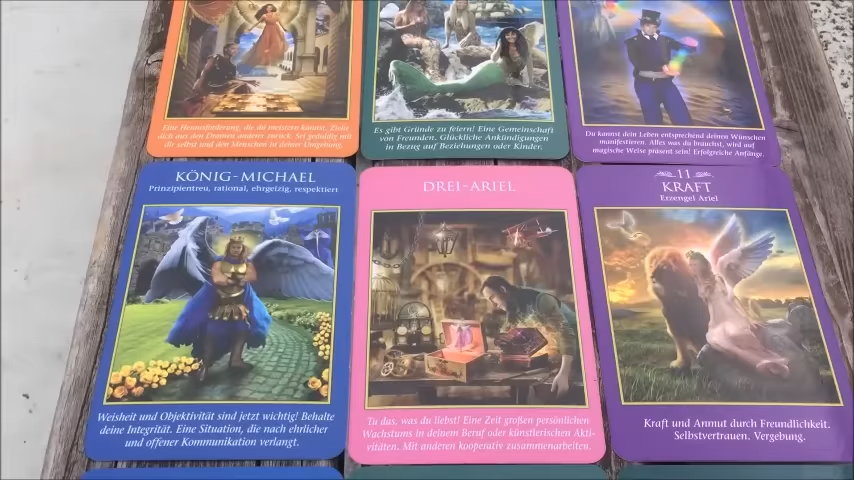 Eine Herausforderung, die du meistern kannst. Ziehe
dich aus den Dramen anderer zurück. Sei geduldig mit
dir selbst und den Menschen in deiner Umgebung.
Es gibt Gründe zu feiern! Eine Gemeinschaft
von Freunden. Glückliche Ankündigungen
in Bezug auf Beziehungen oder Kinder.
Du kannst dein Leben entsprechend deinen Wünschen
manifestieren. Alles was du brauchst, wird auf
magische Weise präsent sein! Erfolgreiche Anfänge.
KÖNIG-MICHAEL
Prinzipientreu, rational, ehrgeizig, respektiert
Weisheit und Objektivität sind jetzt wichtig! Behalte
deine Integrität. Eine Situation, die nach ehrlicher
und offener Kommunikation verlangt.
DREI-ARIEL
Tu das, was du liebst! Eine Zeit großen persönlichen
Wachstums in deinem Beruf oder künstlerischen Akti-
vitäten. Mit anderen kooperativ zusammenarbeiten.
11
KRAFT
Erzengel Ariel
Kraft und Anmut durch Freundlichkeit.
Selbstvertrauen. Vergebung.